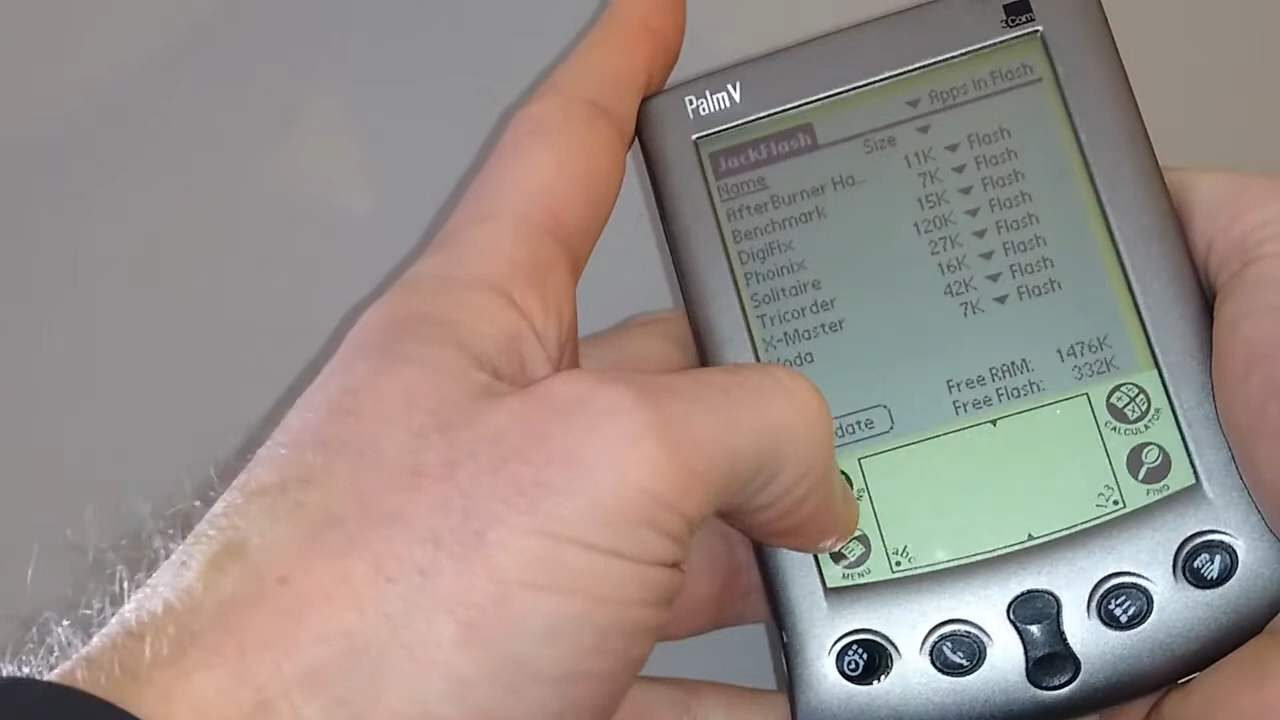 3Com
PalmV
JackFlash
Apps in Flash
Name Size
AfterBurner Ha... 11K Flash
Benchmark 7K Flash
DigiFix 15K Flash
Phoinix 120K Flash
Solitaire 27K Flash
Tricorder 16K Flash
X-Master 42K Flash
Yoda 7K Flash
Free RAM: 1476K
Free Flash: 332K
date
CALCULATOR
FIND
MENU
abc
123